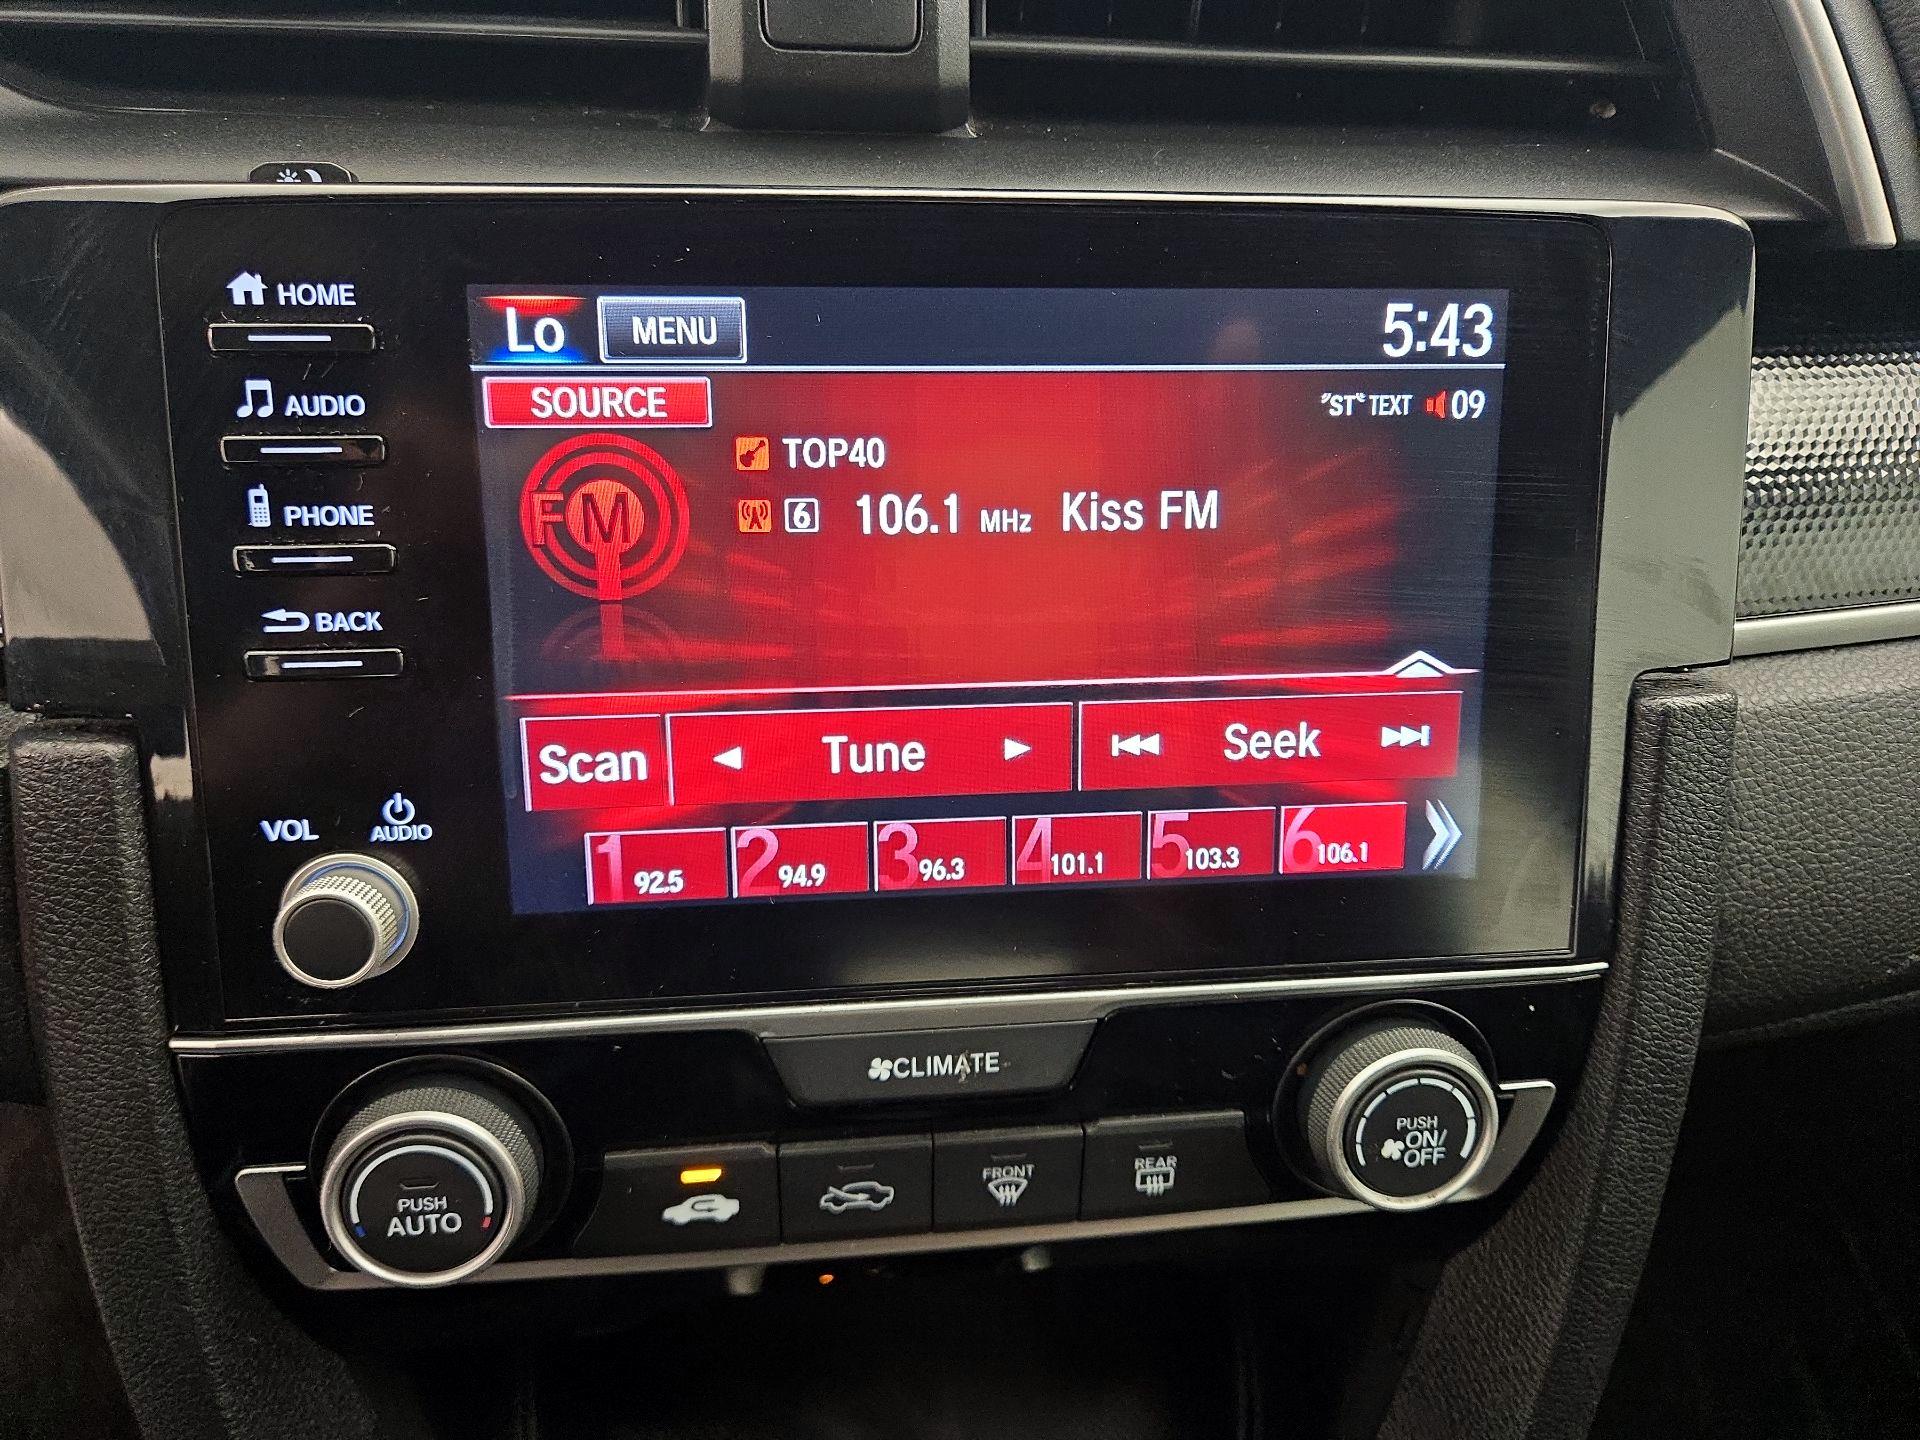 HOME
AUDIO
PHONE
BACK
VOL AUDIO
Lo MENU 5:43
SOURCE "ST" TEXT 09
FM
TOP40
6 106.1 MHz Kiss FM
Scan Tune Seek
1 92.5 2 94.9 3 96.3 4 101.1 5 103.3 6 106.1
CLIMATE
PUSH AUTO
FRONT
REAR
PUSH ON/OFF